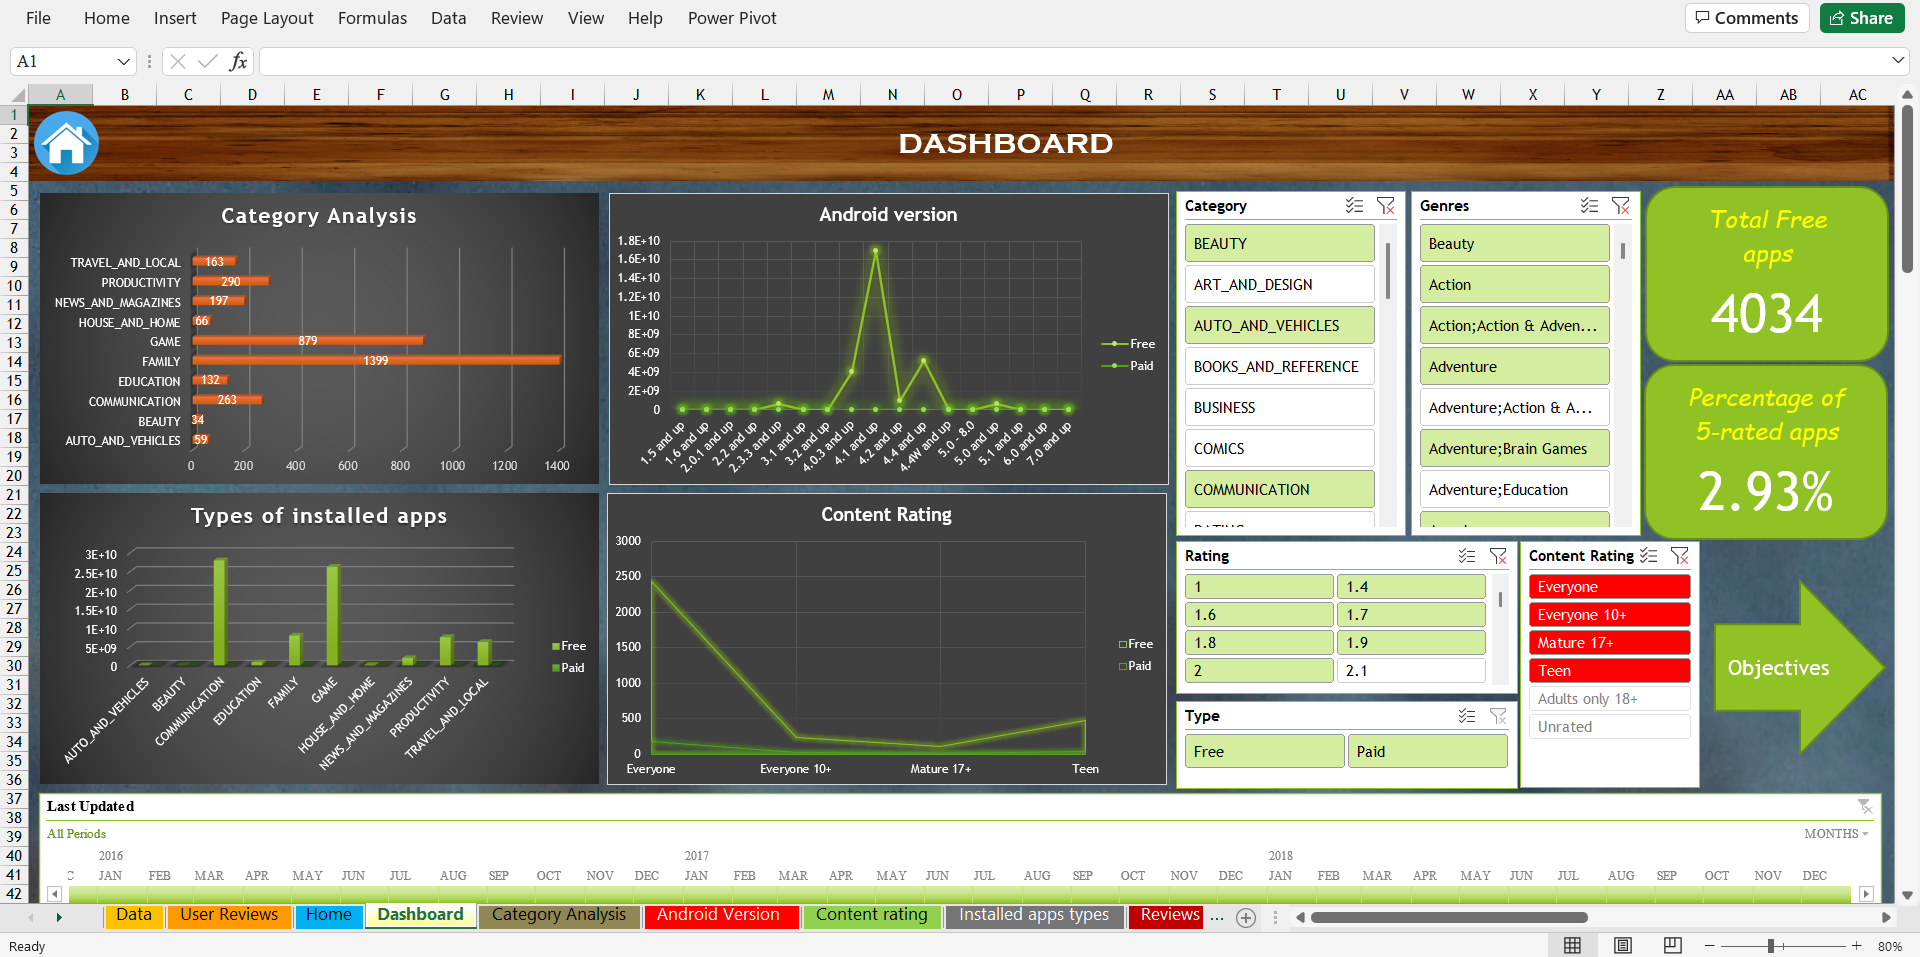 File Home Insert Page Layout Formulas Data Review View Help Power Pivot Comments Share
A1 fx
A B C D E F G H I J K L M N O P Q R S T U V W X Y Z AA AB AC
1
2
3
4
5
6
7
8
9
10
11
12
13
14
15
16
17
18
19
20
21
22
23
24
25
26
27
28
29
30
31
32
33
34
35
36
37
38
39
40
41
42
DASHBOARD
Category Analysis
TRAVEL_AND_LOCAL 163
PRODUCTIVITY 290
NEWS_AND_MAGAZINES 197
HOUSE_AND_HOME 66
GAME 879
FAMILY 1399
EDUCATION 132
COMMUNICATION 263
BEAUTY 34
AUTO_AND_VEHICLES 59
0 200 400 600 800 1000 1200 1400
Android version
1.8E+10
1.6E+10
1.4E+10
1.2E+10
1E+10
8E+09
6E+09
4E+09
2E+09
0
1.5 and up
1.6 and up
2.0.1 and up
2.2 and up
2.3.3 and up
3.1 and up
3.2 and up
4.0.3 and up
4.1 and up
4.2 and up
4.4 and up
4.4W and up
5.0 - 8.0
5.0 and up
5.1 and up
6.0 and up
7.0 and up
Free
Paid
Category
BEAUTY
ART_AND_DESIGN
AUTO_AND_VEHICLES
BOOKS_AND_REFERENCE
BUSINESS
COMICS
COMMUNICATION
Genres
Beauty
Action
Action;Action & Adven...
Adventure
Adventure;Action & A...
Adventure;Brain Games
Adventure;Education
Total Free
apps
4034
Percentage of
5-rated apps
2.93%
Types of installed apps
3E+10
2.5E+10
2E+10
1.5E+10
1E+10
5E+09
0
AUTO_AND_VEHICLES
BEAUTY
COMMUNICATION
EDUCATION
FAMILY
GAME
HOUSE_AND_HOME
NEWS_AND_MAGAZINES
PRODUCTIVITY
TRAVEL_AND_LOCAL
Free
Paid
Content Rating
3000
2500
2000
1500
1000
500
0
Everyone Everyone 10+ Mature 17+ Teen
Free
Paid
Rating
1 1.4
1.6 1.7
1.8 1.9
2 2.1
Type
Free Paid
Content Rating
Everyone
Everyone 10+
Mature 17+
Teen
Adults only 18+
Unrated
Objectives
Last Updated
All Periods MONTHS
2016 2017 2018
JAN FEB MAR APR MAY JUN JUL AUG SEP OCT NOV DEC JAN FEB MAR APR MAY JUN JUL AUG SEP OCT NOV DEC JAN FEB MAR APR MAY JUN JUL AUG SEP OCT NOV DEC
Data User Reviews Home Dashboard Category Analysis Android Version Content rating Installed apps types Reviews ...
Ready 80%